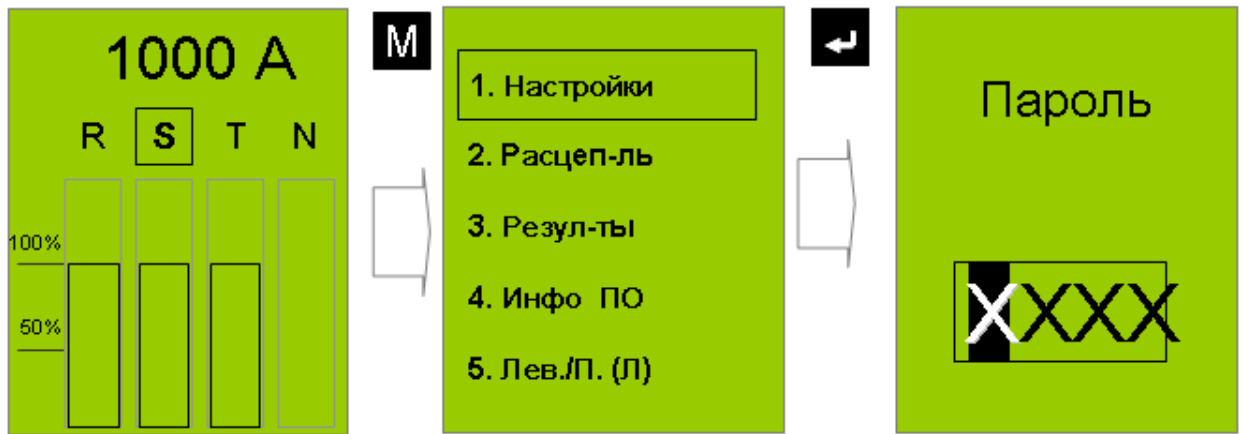 1000 A
R S T N
100%
50%
M
1. Настройки
2. Расцеп-ль
3. Резул-ты
4. Инфо ПО
5. Лев./П. (Л)
Пароль
XXXX